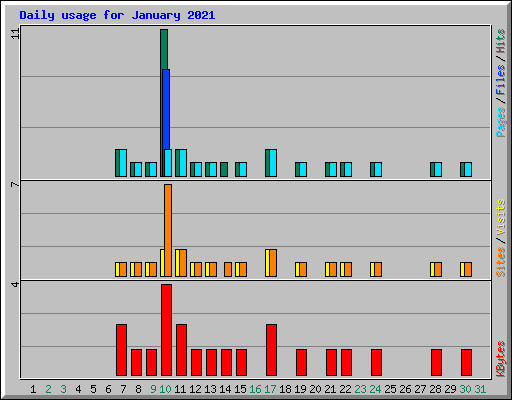 Daily usage for January 2021
11
7
4
Pages/Files/Hits
Sites/Visits
KBytes
1 2 3 4 5 6 7 8 9 10 11 12 13 14 15 16 17 18 19 20 21 22 23 24 25 26 27 28 29 30 31